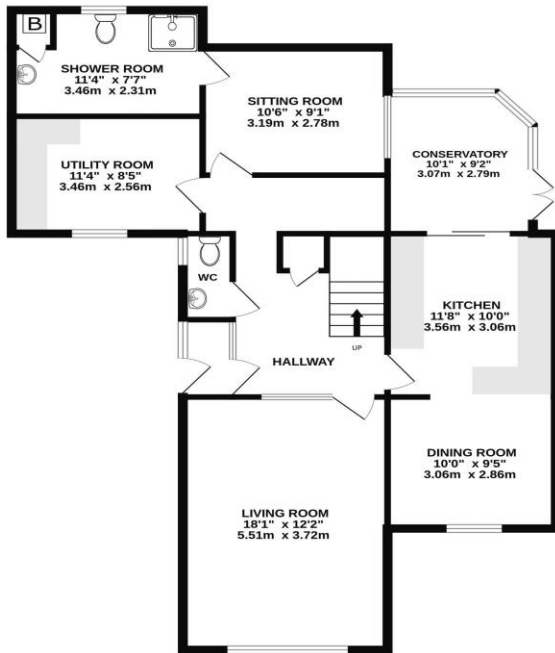 B
SHOWER ROOM
11'4" x 7'7"
3.46m x 2.31m
SITTING ROOM
10'6" x 9'1"
3.19m x 2.78m
CONSERVATORY
10'1" x 9'2"
3.07m x 2.79m
UTILITY ROOM
11'4" x 8'5"
3.46m x 2.56m
WC
KITCHEN
11'8" x 10'0"
3.56m x 3.06m
UP
HALLWAY
DINING ROOM
10'0" x 9'5"
3.06m x 2.86m
LIVING ROOM
18'1" x 12'2"
5.51m x 3.72m